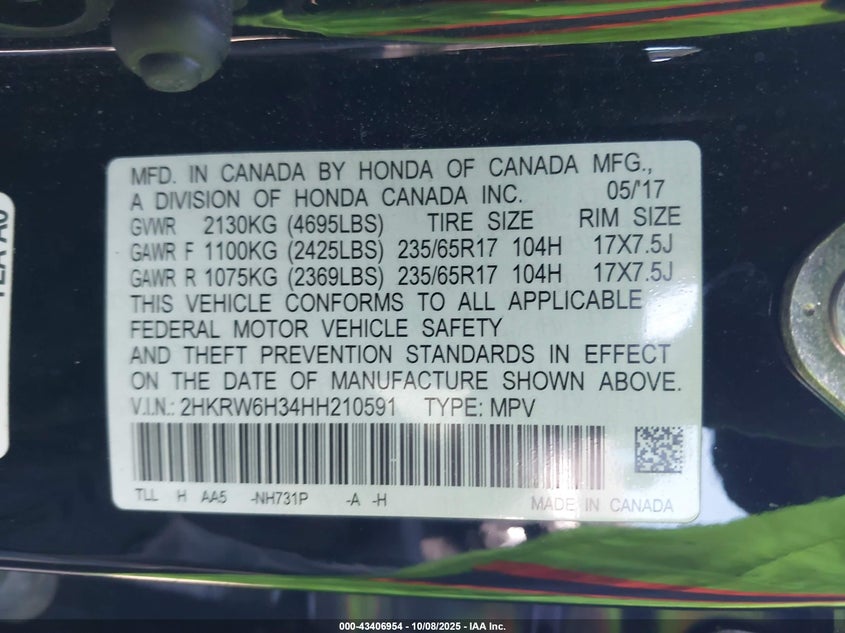 MFD. IN CANADA BY HONDA OF CANADA MFG.,
A DIVISION OF HONDA CANADA INC. 05/'17
GVWR 2130KG (4695LBS) TIRE SIZE RIM SIZE
GAWR F 1100KG (2425LBS) 235/65R17 104H 17X7.5J
GAWR R 1075KG (2369LBS) 235/65R17 104H 17X7.5J
THIS VEHICLE CONFORMS TO ALL APPLICABLE
FEDERAL MOTOR VEHICLE SAFETY
AND THEFT PREVENTION STANDARDS IN EFFECT
ON THE DATE OF MANUFACTURE SHOWN ABOVE.
V.I.N.: 2HKRW6H34HH210591 TYPE: MPV
TLL H AA5 -NH731P -A -H
MADE IN CANADA
000-43406954 - 10/08/2025 - IAA Inc.